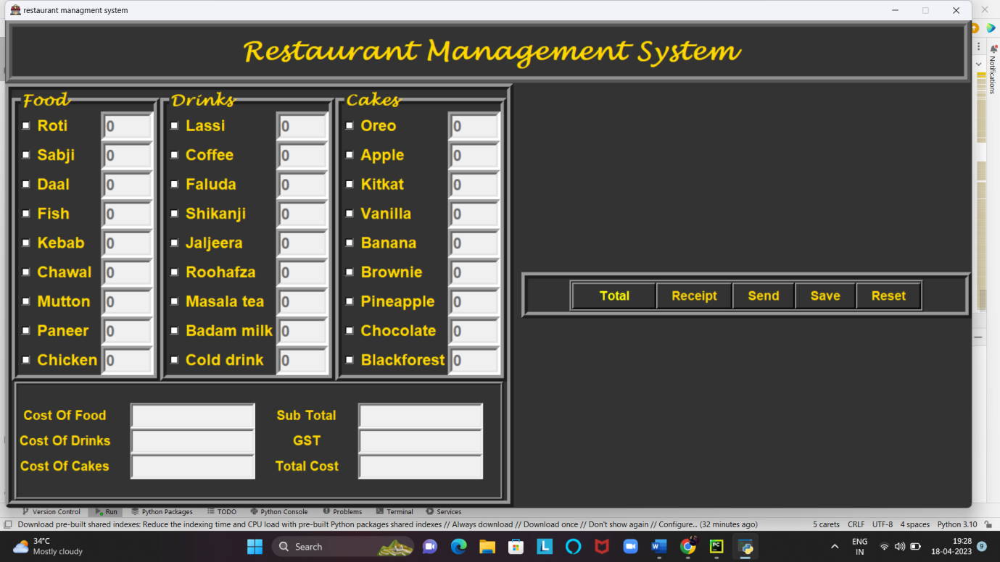 restaurant managment system
Restaurant Management System
Food Drinks Cakes
Roti 0 Lassi 0 Oreo 0
Sabji 0 Coffee 0 Apple 0
Daal 0 Faluda 0 Kitkat 0
Fish 0 Shikanji 0 Vanilla 0
Kebab 0 Jaljeera 0 Banana 0
Chawal 0 Roohafza 0 Brownie 0
Mutton 0 Masala tea 0 Pineapple 0
Paneer 0 Badam milk 0 Chocolate 0
Chicken 0 Cold drink 0 Blackforest 0
Total Receipt Send Save Reset
Cost Of Food Sub Total
Cost Of Drinks GST
Cost Of Cakes Total Cost
Notifications
Version Control Run Python Packages TODO Python Console Problems Terminal Services
Download pre-built shared indexes: Reduce the indexing time and CPU load with pre-built Python packages shared indexes // Always download // Download once // Don't show again // Configure... (32 minutes ago) 5 carets CRLF UTF-8 4 spaces Python 3.10
34°C
Mostly cloudy
Search
L
W
PC
ENG
IN
19:28
18-04-2023
9